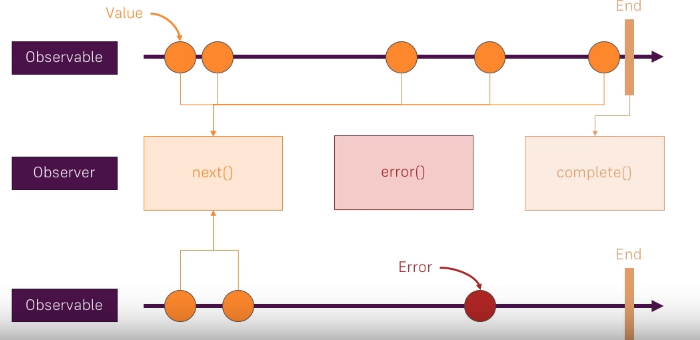 Value
End
Observable
Observer
next()
error()
complete()
Error
End
Observable